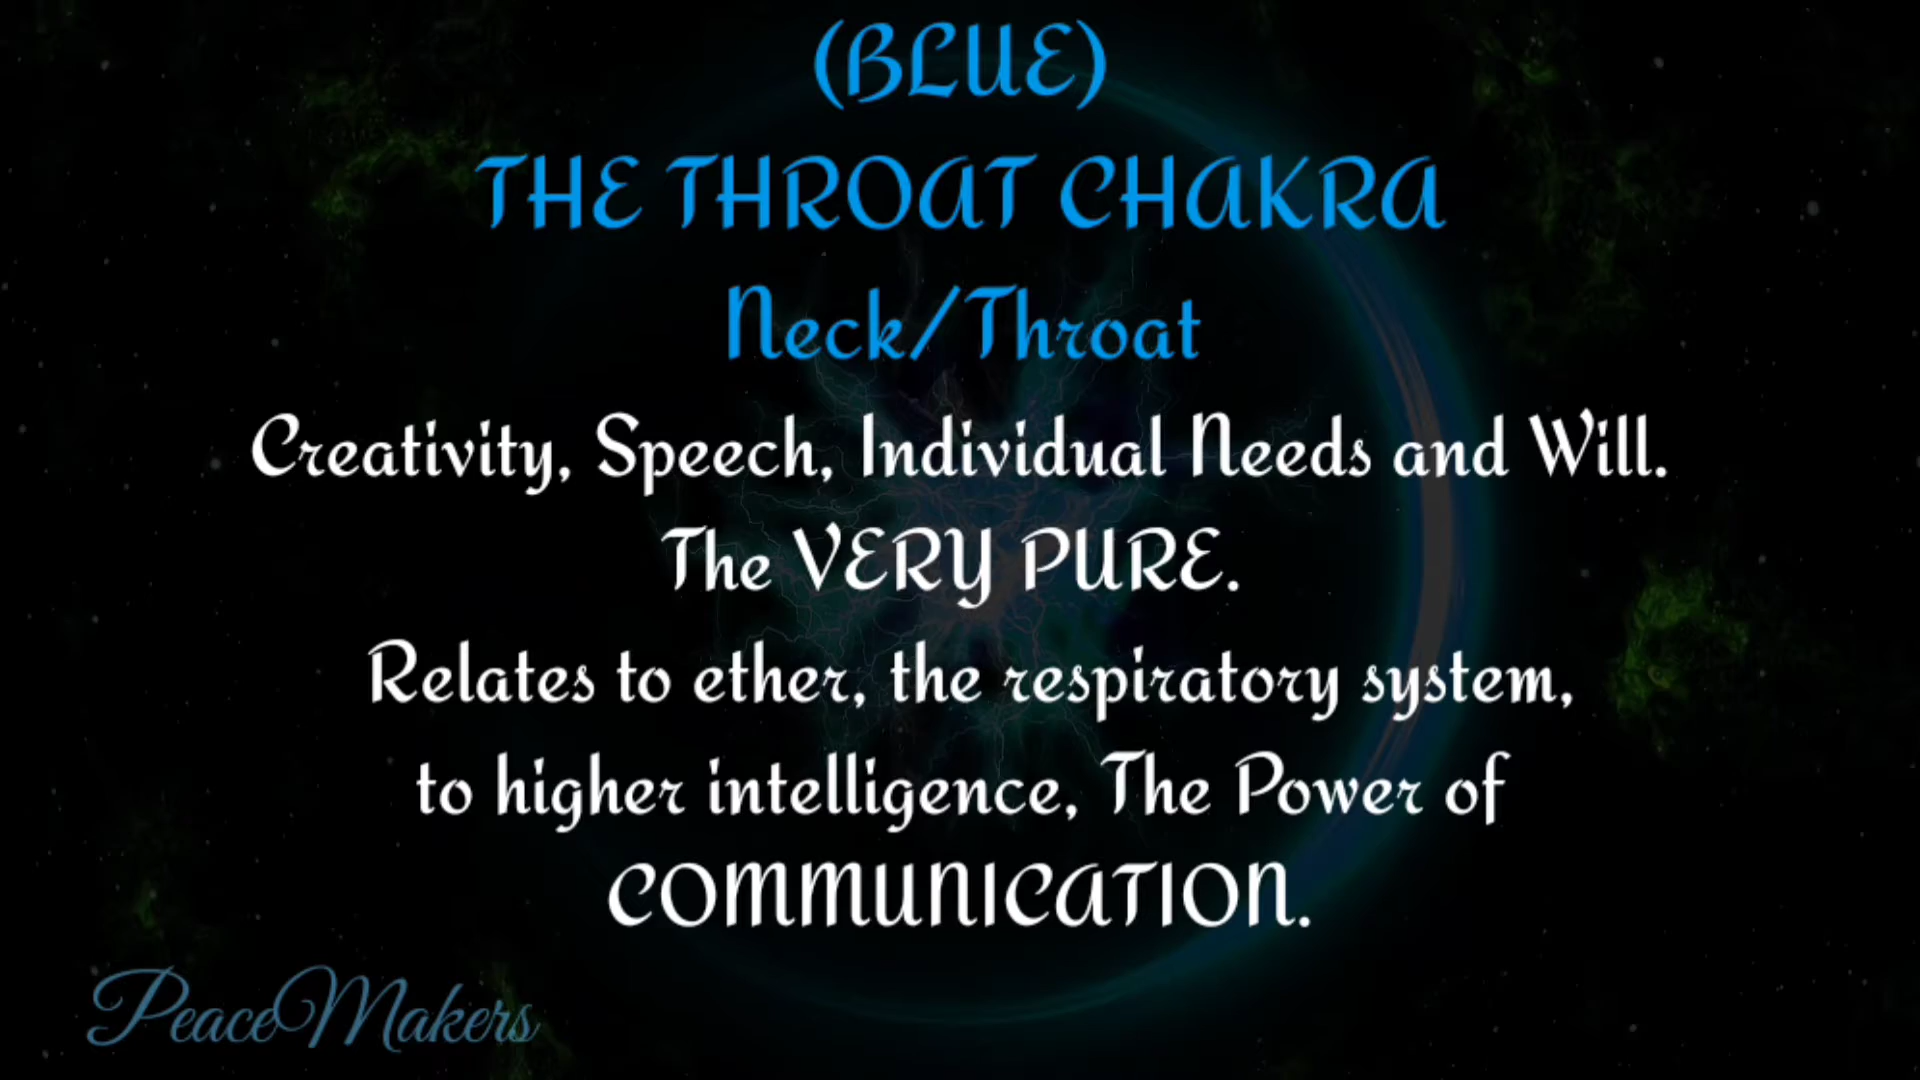 (BLUE)
THE THROAT CHAKRA
Neck/Throat
Creativity, Speech, Individual Needs and Will.
The VERY PURE.
Relates to ether, the respiratory system,
to higher intelligence, The Power of
COMMUNICATION.
PeaceMakers